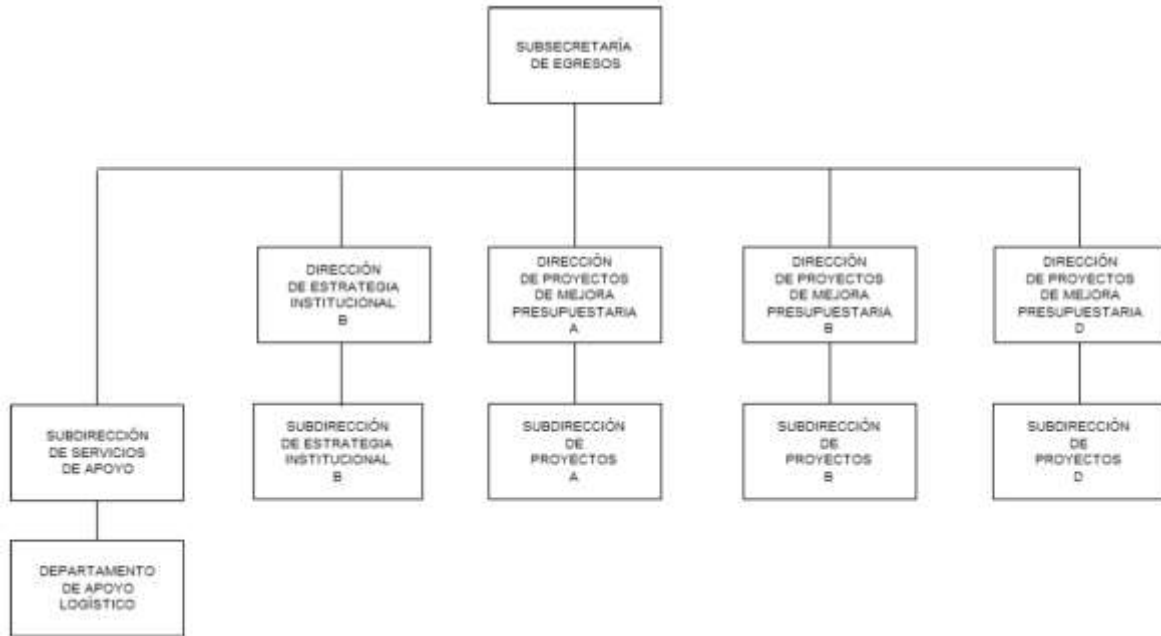 SUBSECRETARÍA
DE EGRESOS
DIRECCIÓN
DE ESTRATEGIA
INSTITUCIONAL
B
DIRECCIÓN
DE PROYECTOS
DE MEJORA
PRESUPUESTARIA
A
DIRECCIÓN
DE PROYECTOS
DE MEJORA
PRESUPUESTARIA
B
DIRECCIÓN
DE PROYECTOS
DE MEJORA
PRESUPUESTARIA
D
SUBDIRECCIÓN
DE SERVICIOS
DE APOYO
SUBDIRECCIÓN
DE ESTRATEGIA
INSTITUCIONAL
B
SUBDIRECCIÓN
DE
PROYECTOS
A
SUBDIRECCIÓN
DE
PROYECTOS
B
SUBDIRECCIÓN
DE
PROYECTOS
D
DEPARTAMENTO
DE APOYO
LOGÍSTICO